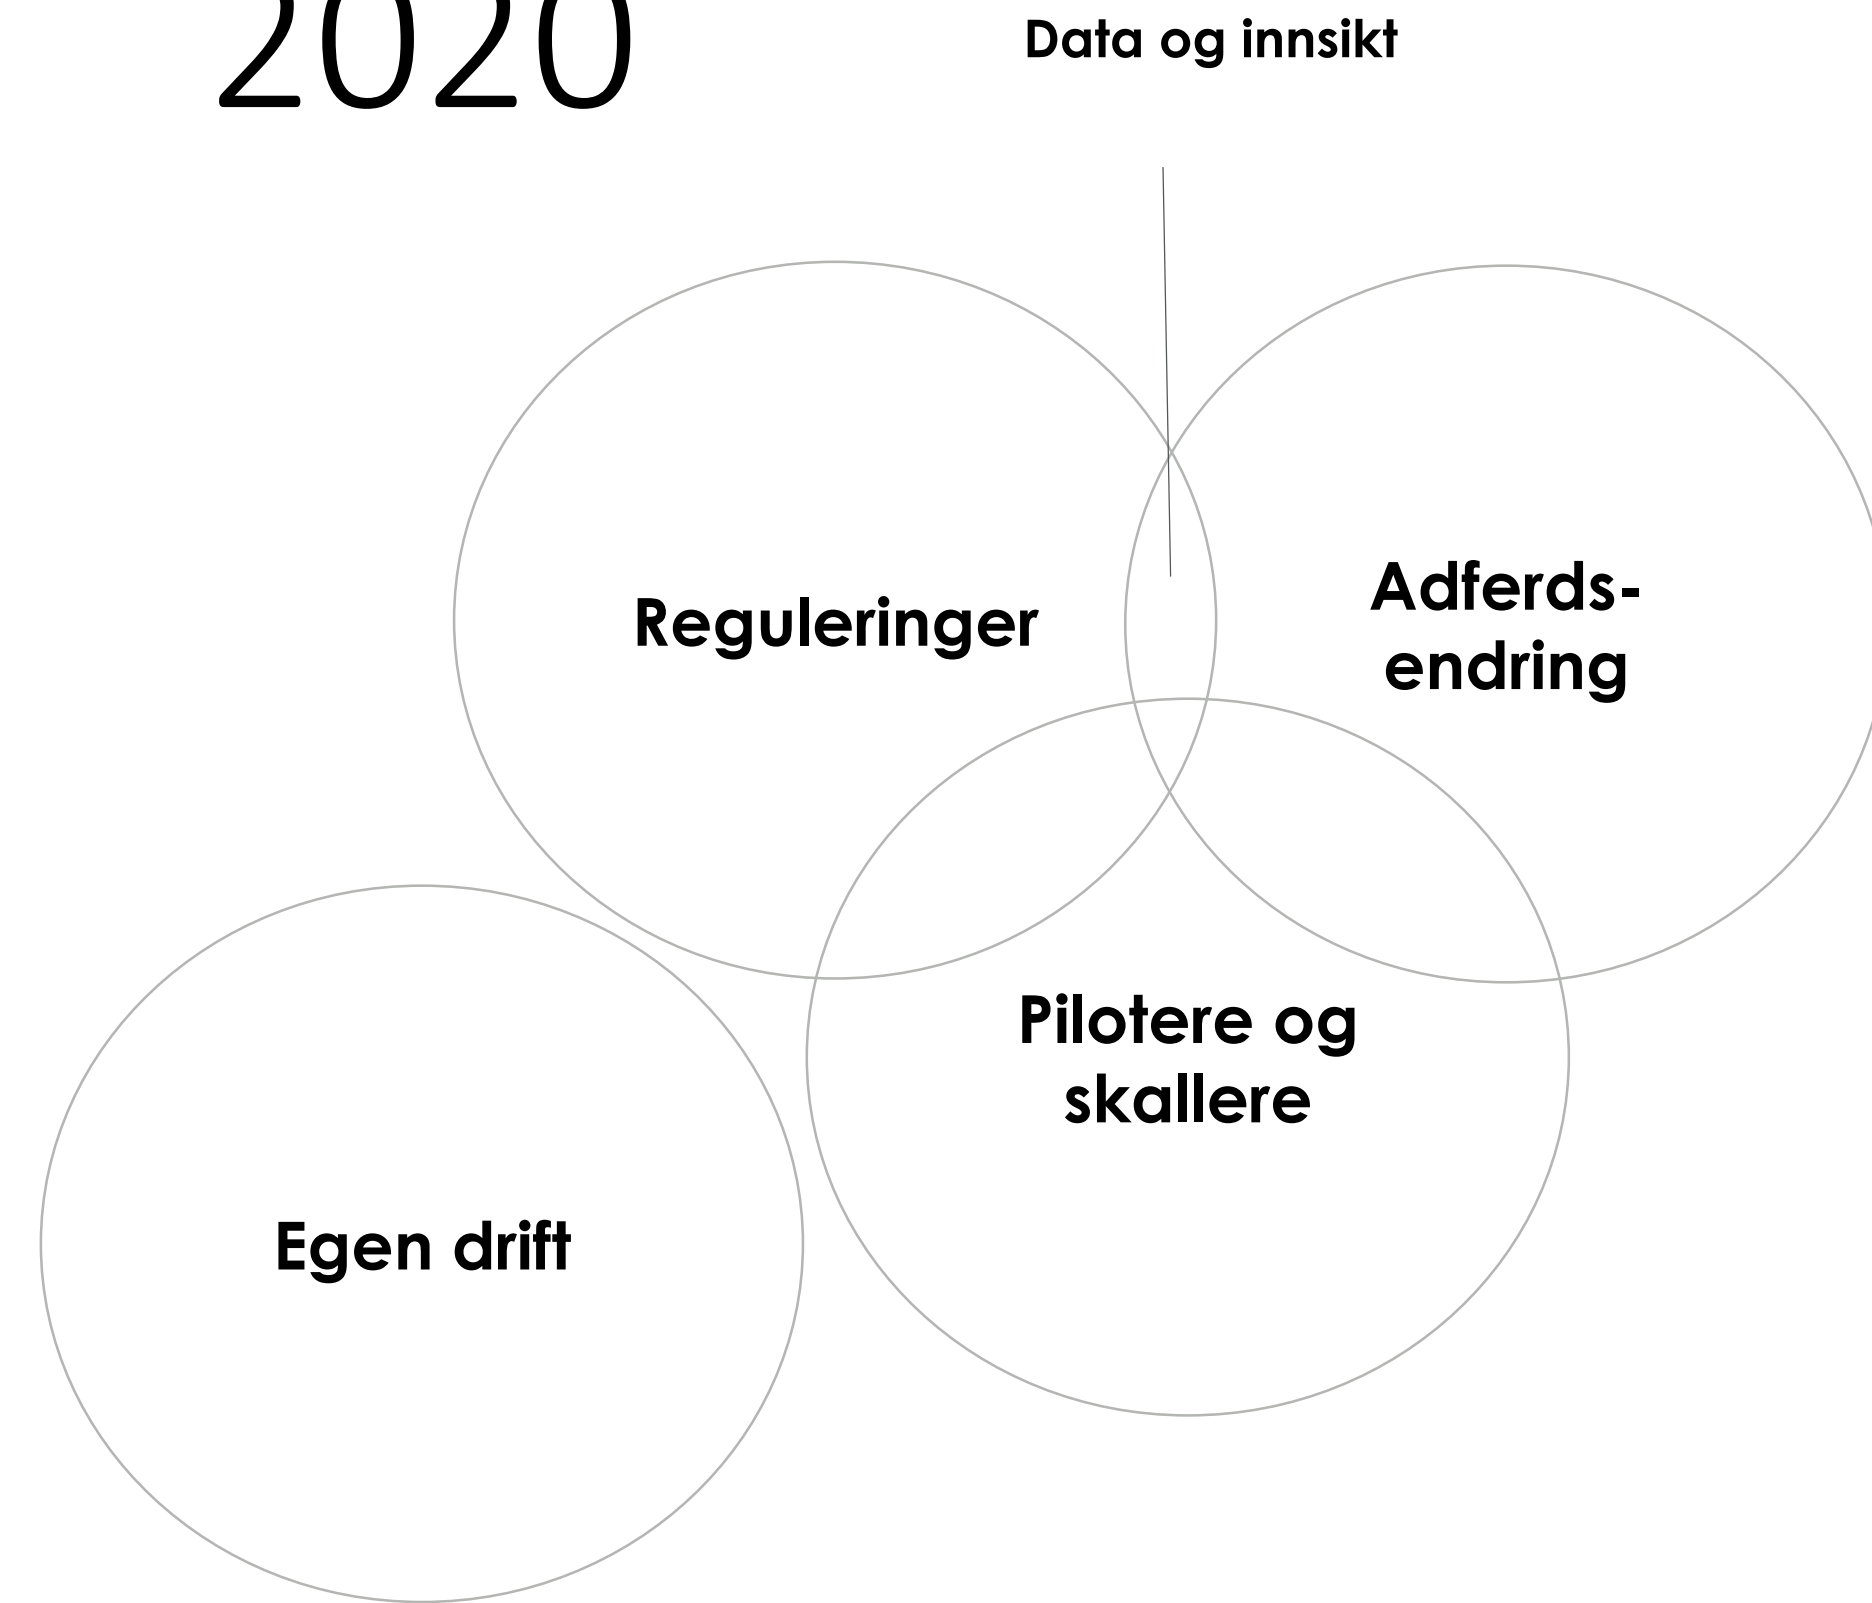 2020
Data og innsikt
Reguleringer
Adferds-
endring
Pilotere og
skallere
Egen drift